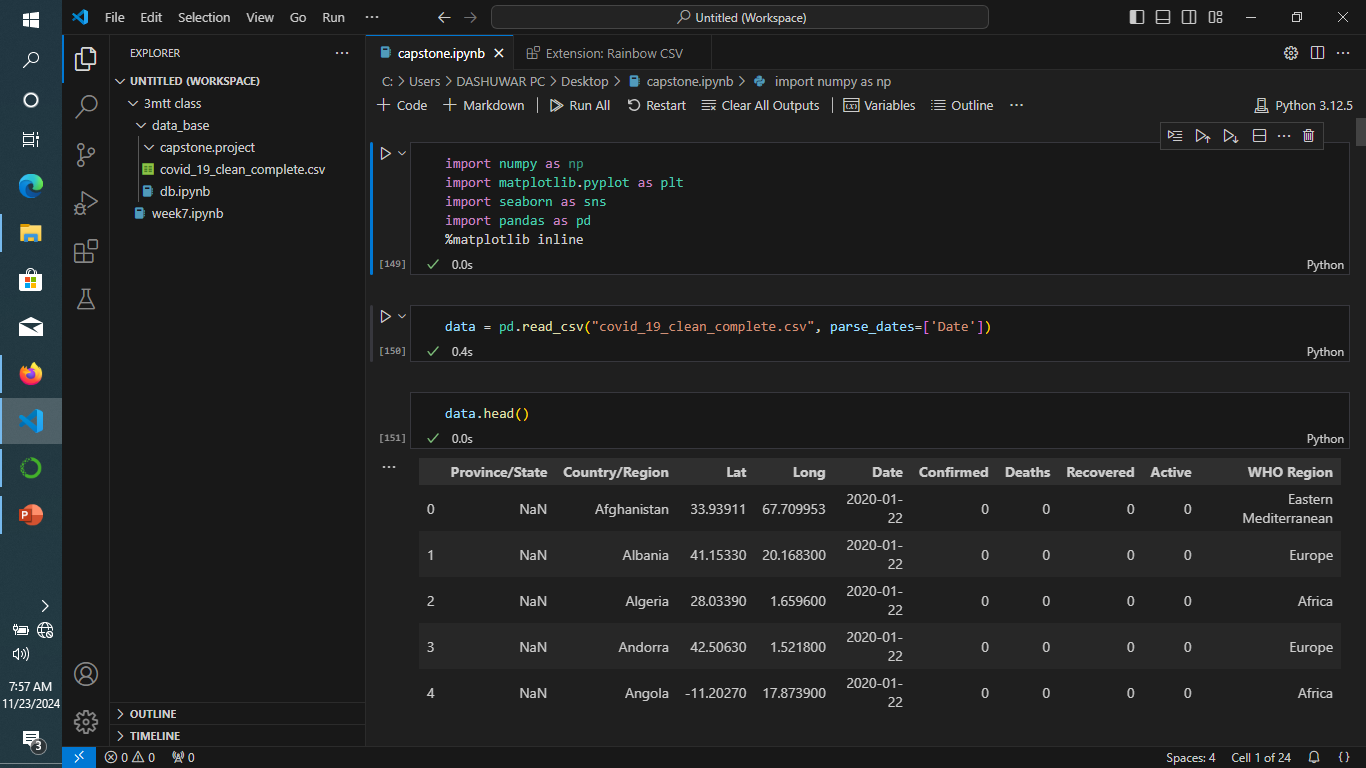 File Edit Selection View Go Run ··· Untitled (Workspace)
EXPLORER ···
UNTITLED (WORKSPACE)
3mtt class
data_base
capstone.project
covid_19_clean_complete.csv
db.ipynb
week7.ipynb
OUTLINE
TIMELINE
capstone.ipynb Extension: Rainbow CSV
C: > Users > DASHUWAR PC > Desktop > capstone.ipynb > import numpy as np
+ Code + Markdown | Run All Restart Clear All Outputs | Variables Outline ··· Python 3.12.5
import numpy as np
import matplotlib.pyplot as plt
import seaborn as sns
import pandas as pd
%matplotlib inline
[149] 0.0s Python
data = pd.read_csv("covid_19_clean_complete.csv", parse_dates=['Date'])
[150] 0.4s Python
data.head()
[151] 0.0s Python
Province/State Country/Region Lat Long Date Confirmed Deaths Recovered Active WHO Region
0 NaN Afghanistan 33.93911 67.709953 2020-01-22 0 0 0 0 Eastern Mediterranean
1 NaN Albania 41.15330 20.168300 2020-01-22 0 0 0 0 Europe
2 NaN Algeria 28.03390 1.659600 2020-01-22 0 0 0 0 Africa
3 NaN Andorra 42.50630 1.521800 2020-01-22 0 0 0 0 Europe
4 NaN Angola -11.20270 17.873900 2020-01-22 0 0 0 0 Africa
7:57 AM
11/23/2024
3
0 0 0 Spaces: 4 Cell 1 of 24